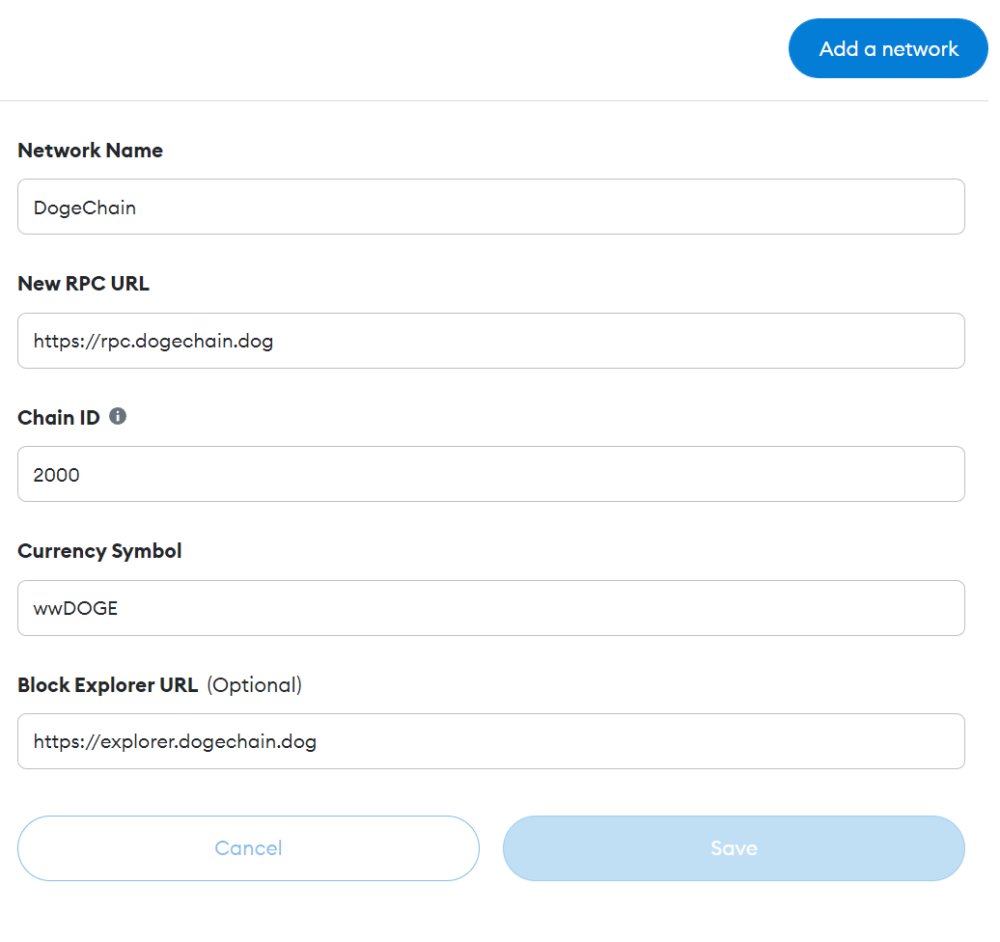 Add a network
Network Name
DogeChain
New RPC URL
https://rpc.dogechain.dog
Chain ID
2000
Currency Symbol
wwDOGE
Block Explorer URL (Optional)
https://explorer.dogechain.dog
Cancel
Save